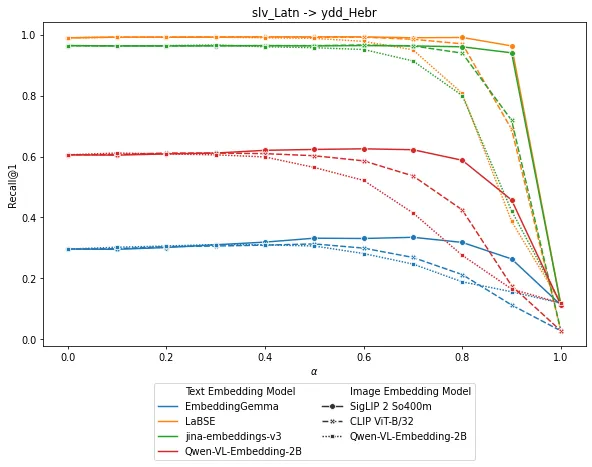 slv_Latn -> ydd_Hebr
1.0
0.8
0.6
0.4
0.2
0.0
Recall@1
0.0 0.2 0.4 0.6 0.8 1.0
α
Text Embedding Model
EmbeddingGemma
LaBSE
jina-embeddings-v3
Qwen-VL-Embedding-2B
Image Embedding Model
SigLIP 2 So400m
CLIP ViT-B/32
Qwen-VL-Embedding-2B